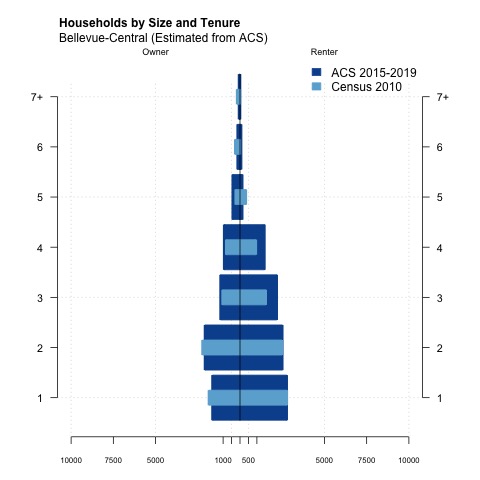 Households by Size and Tenure
Bellevue-Central (Estimated from ACS)
Owner Renter
ACS 2015-2019
Census 2010
7+ 7+
6 6
5 5
4 4
3 3
2 2
1 1
10000 7500 5000 1000 500 5000 7500 10000